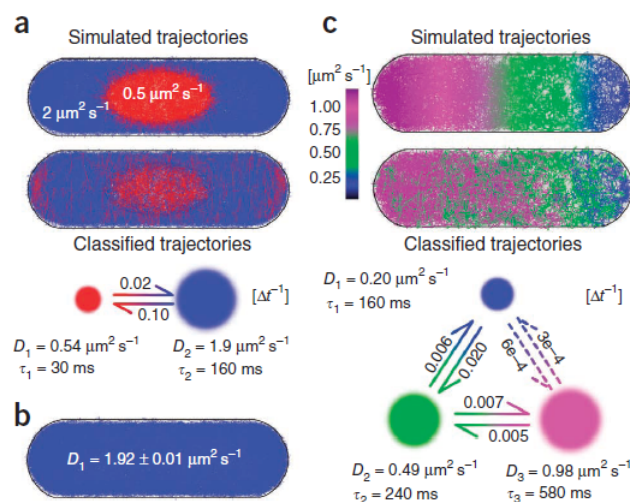 a
Simulated trajectories
0.5 μm² s⁻¹
2 μm² s⁻¹
Classified trajectories
0.02
0.10
[Δt⁻¹]
D₁ = 0.54 μm² s⁻¹
τ₁ = 30 ms
D₂ = 1.9 μm² s⁻¹
τ₂ = 160 ms
b
D₁ = 1.92 ± 0.01 μm² s⁻¹
c
Simulated trajectories
[μm² s⁻¹]
1.00
0.75
0.50
0.25
Classified trajectories
D₁ = 0.20 μm² s⁻¹
τ₁ = 160 ms
[Δt⁻¹]
0.006
0.020
6e–4
3e–4
0.007
0.005
D₂ = 0.49 μm² s⁻¹
τ₂ = 240 ms
D₃ = 0.98 μm² s⁻¹
τ₃ = 580 ms